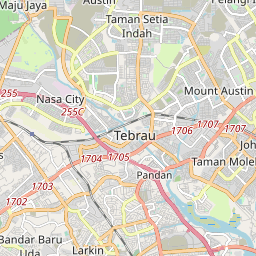 Maju Jaya
Austin
Taman Setia
Indah
Pelangi I
Mount Austin
255
Nasa City
255C
Tebrau
1706
1707
1707
Joh
1704
1705
Taman Molek
Pandan
1703
1702
Bandar Baru
Uda
Larkin